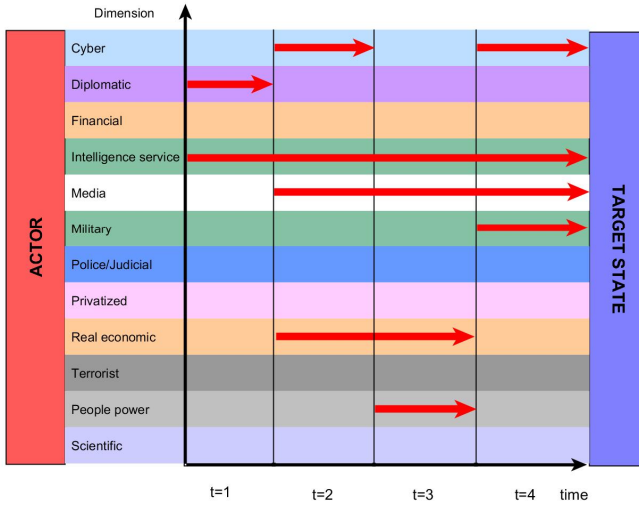 Dimension
ACTOR
Cyber
Diplomatic
Financial
Intelligence service
Media
Military
Police/Judicial
Privatized
Real economic
Terrorist
People power
Scientific
TARGET STATE
t=1 t=2 t=3 t=4 time